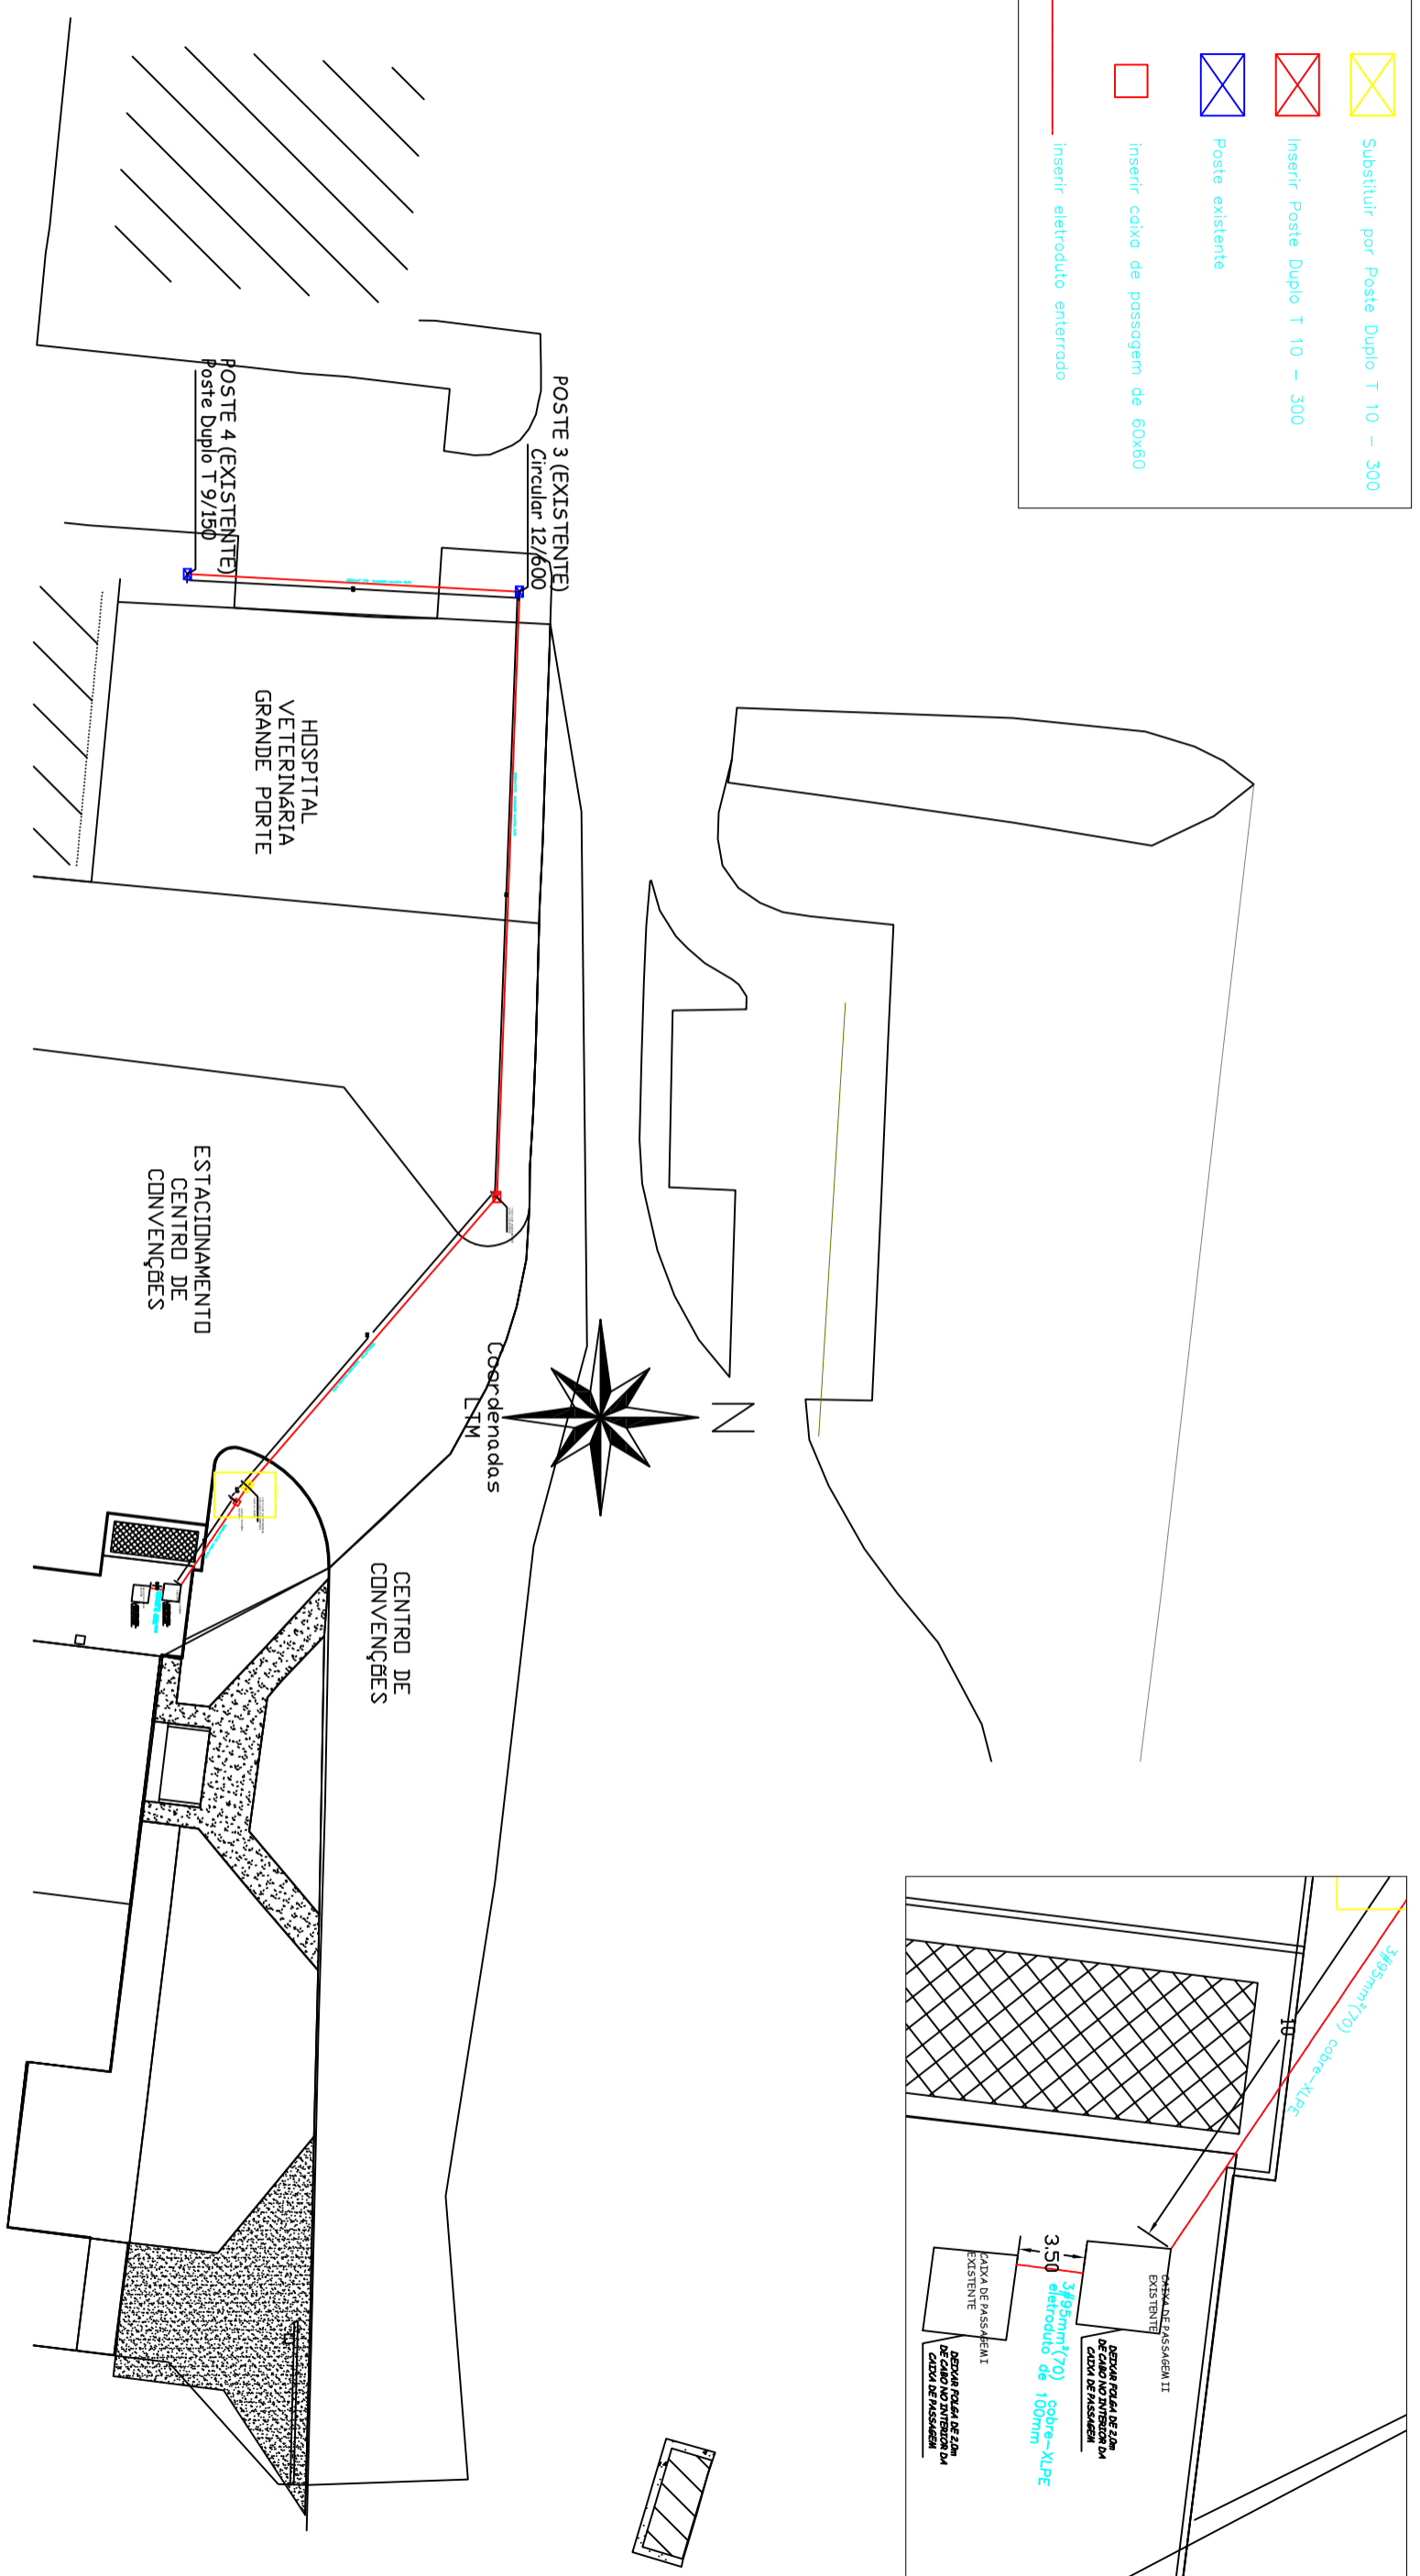 Substituir por Poste Duplo T 10 - 300
Inserir Poste Duplo T 10 - 300
Poste existente
inserir caixa de passagem de 60x60
inserir eletroduto enterrado
POSTE 3 (EXISTENTE)
Circular 12/600
POSTE 4 (EXISTENTE)
Poste Duplo T 9/150
HOSPITAL
VETERINÁRIA
GRANDE PORTE
ESTACIONAMENTO
CENTRO DE
CONVENÇÕES
N
Coordenadas
LTM
CENTRO DE
CONVENÇÕES
3#95mm²(70) cobre-XLPE
10
CAIXA DE PASSAGEM II
EXISTENTE
DEIXAR FOLGA DE 2,0m
DE CABO NO INTERIOR DA
CAIXA DE PASSAGEM
3.50
3#95mm²(70) cobre-XLPE
eletroduto de 100mm
CAIXA DE PASSAGEM I
EXISTENTE
DEIXAR FOLGA DE 2,0m
DE CABO NO INTERIOR DA
CAIXA DE PASSAGEM